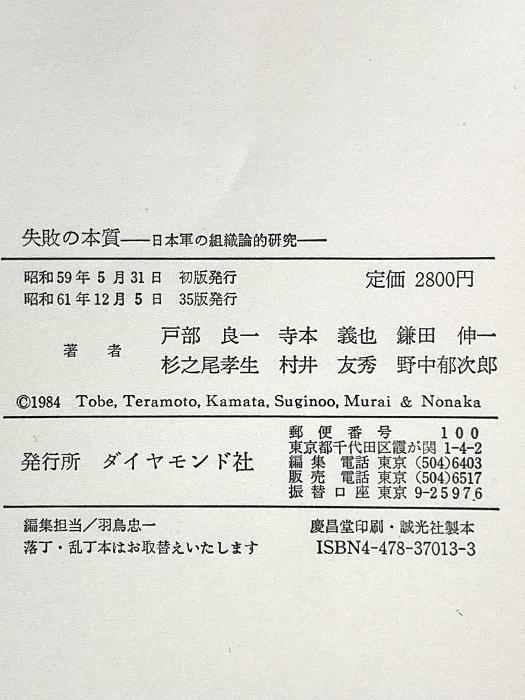 失敗の本質――日本軍の組織論的研究――
昭和59年5月31日 初版発行
昭和61年12月5日 35版発行
定価 2800円
著 者
戸部 良一 寺本 義也 鎌田 伸一
杉之尾孝生 村井 友秀 野中郁次郎
©1984 Tobe, Teramoto, Kamata, Suginoo, Murai & Nonaka
発行所 ダイヤモンド社
郵便番号 100
東京都千代田区霞が関 1-4-2
編集 電話 東京 (504)6403
販売 電話 東京 (504)6517
振替口座 東京 9-25976
編集担当/羽鳥忠一
落丁・乱丁本はお取替えいたします
慶昌堂印刷・誠光社製本
ISBN4-478-37013-3